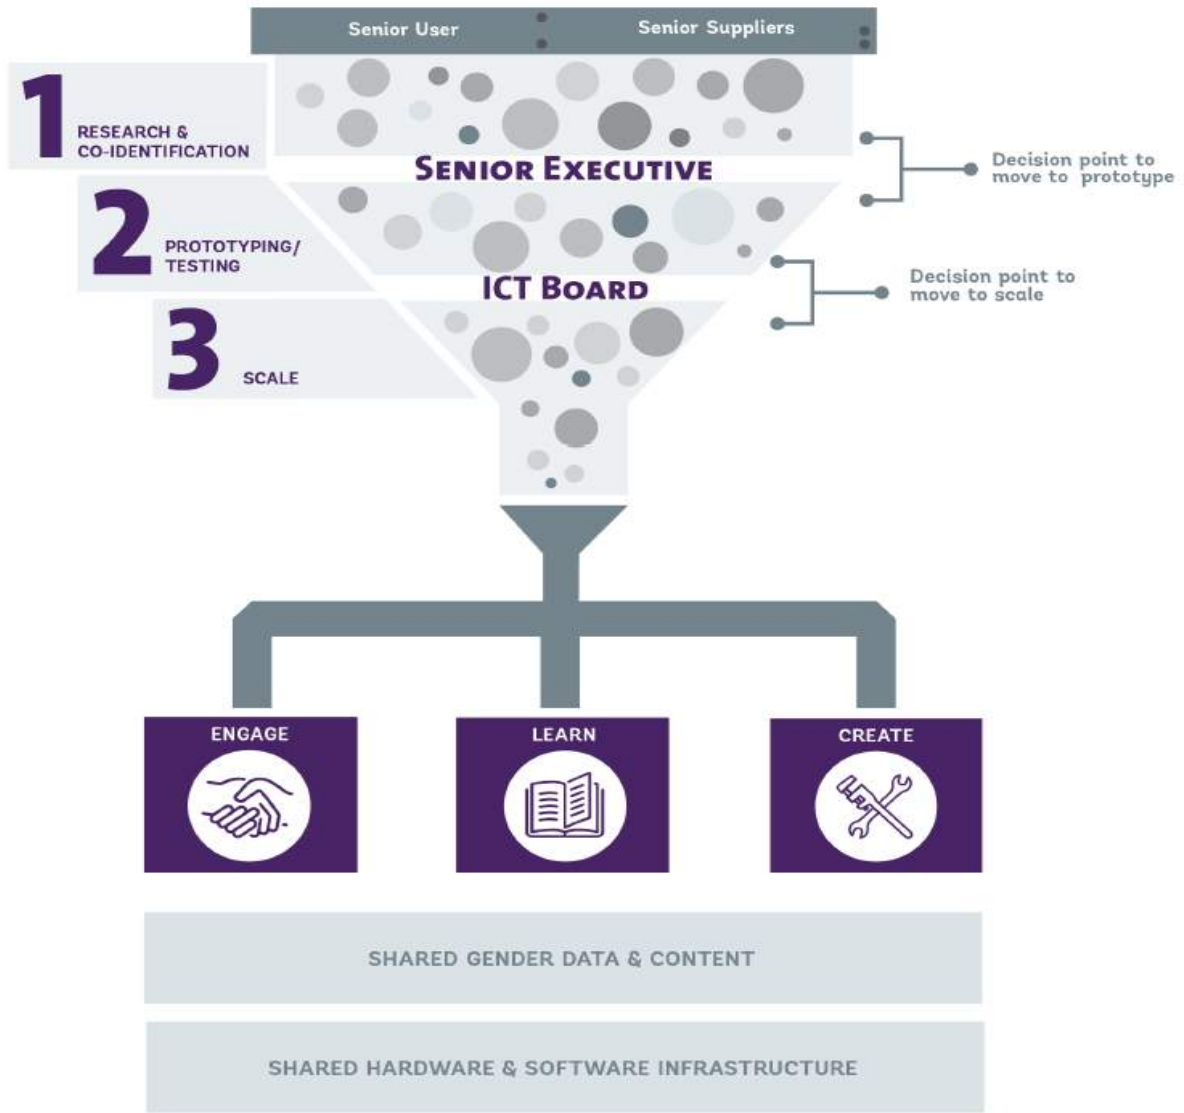 Senior User
Senior Suppliers
1
RESEARCH &
CO-IDENTIFICATION
SENIOR EXECUTIVE
Decision point to
move to prototype
2
PROTOTYPING/
TESTING
ICT BOARD
Decision point to
move to scale
3
SCALE
ENGAGE
LEARN
CREATE
SHARED GENDER DATA & CONTENT
SHARED HARDWARE & SOFTWARE INFRASTRUCTURE